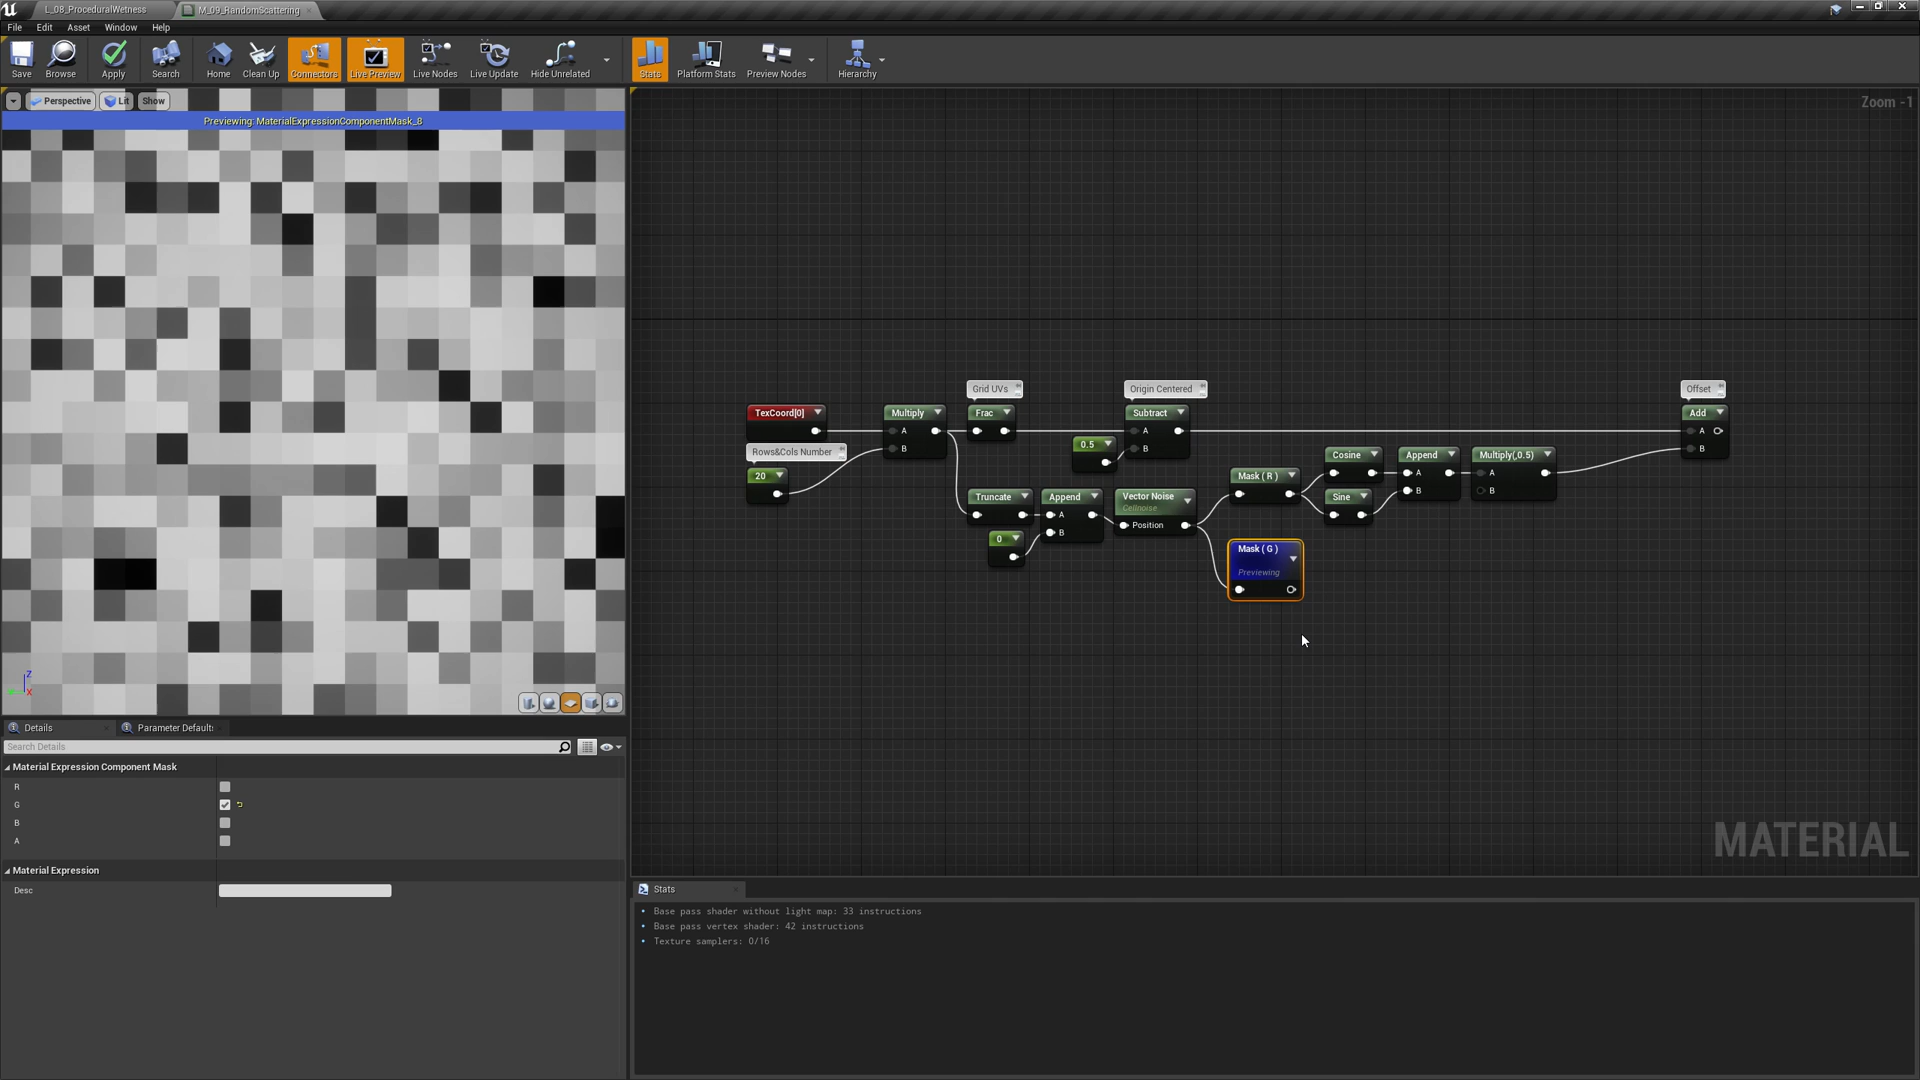 L_08_ProceduralWetness
M_09_RandomScattering
File Edit Asset Window Help
Save Browse Apply Search Home Clean Up Connectors Live Preview Live Nodes Live Update Hide Unrelated Stats Platform Stats Preview Nodes Hierarchy
Perspective Lit Show
Zoom -1
Previewing: MaterialExpressionComponentMask_8
Grid UVs
Origin Centered
Offset
TexCoord[0]
Multiply
Frac
Subtract
Add
A
A
A
0.5
B
B
B
Rows&Cols Number
Cosine
Append
Multiply(,0.5)
20
Mask ( R )
A
A
Truncate
Append
Vector Noise
Sine
B
B
Cellnoise
A
Position
0
B
Mask ( G )
Previewing
Z
X
Details
Parameter Defaults
Search Details
Material Expression Component Mask
R
G
B
A
Material Expression
Desc
MATERIAL
Stats
• Base pass shader without light map: 33 instructions
• Base pass vertex shader: 42 instructions
• Texture samplers: 0/16